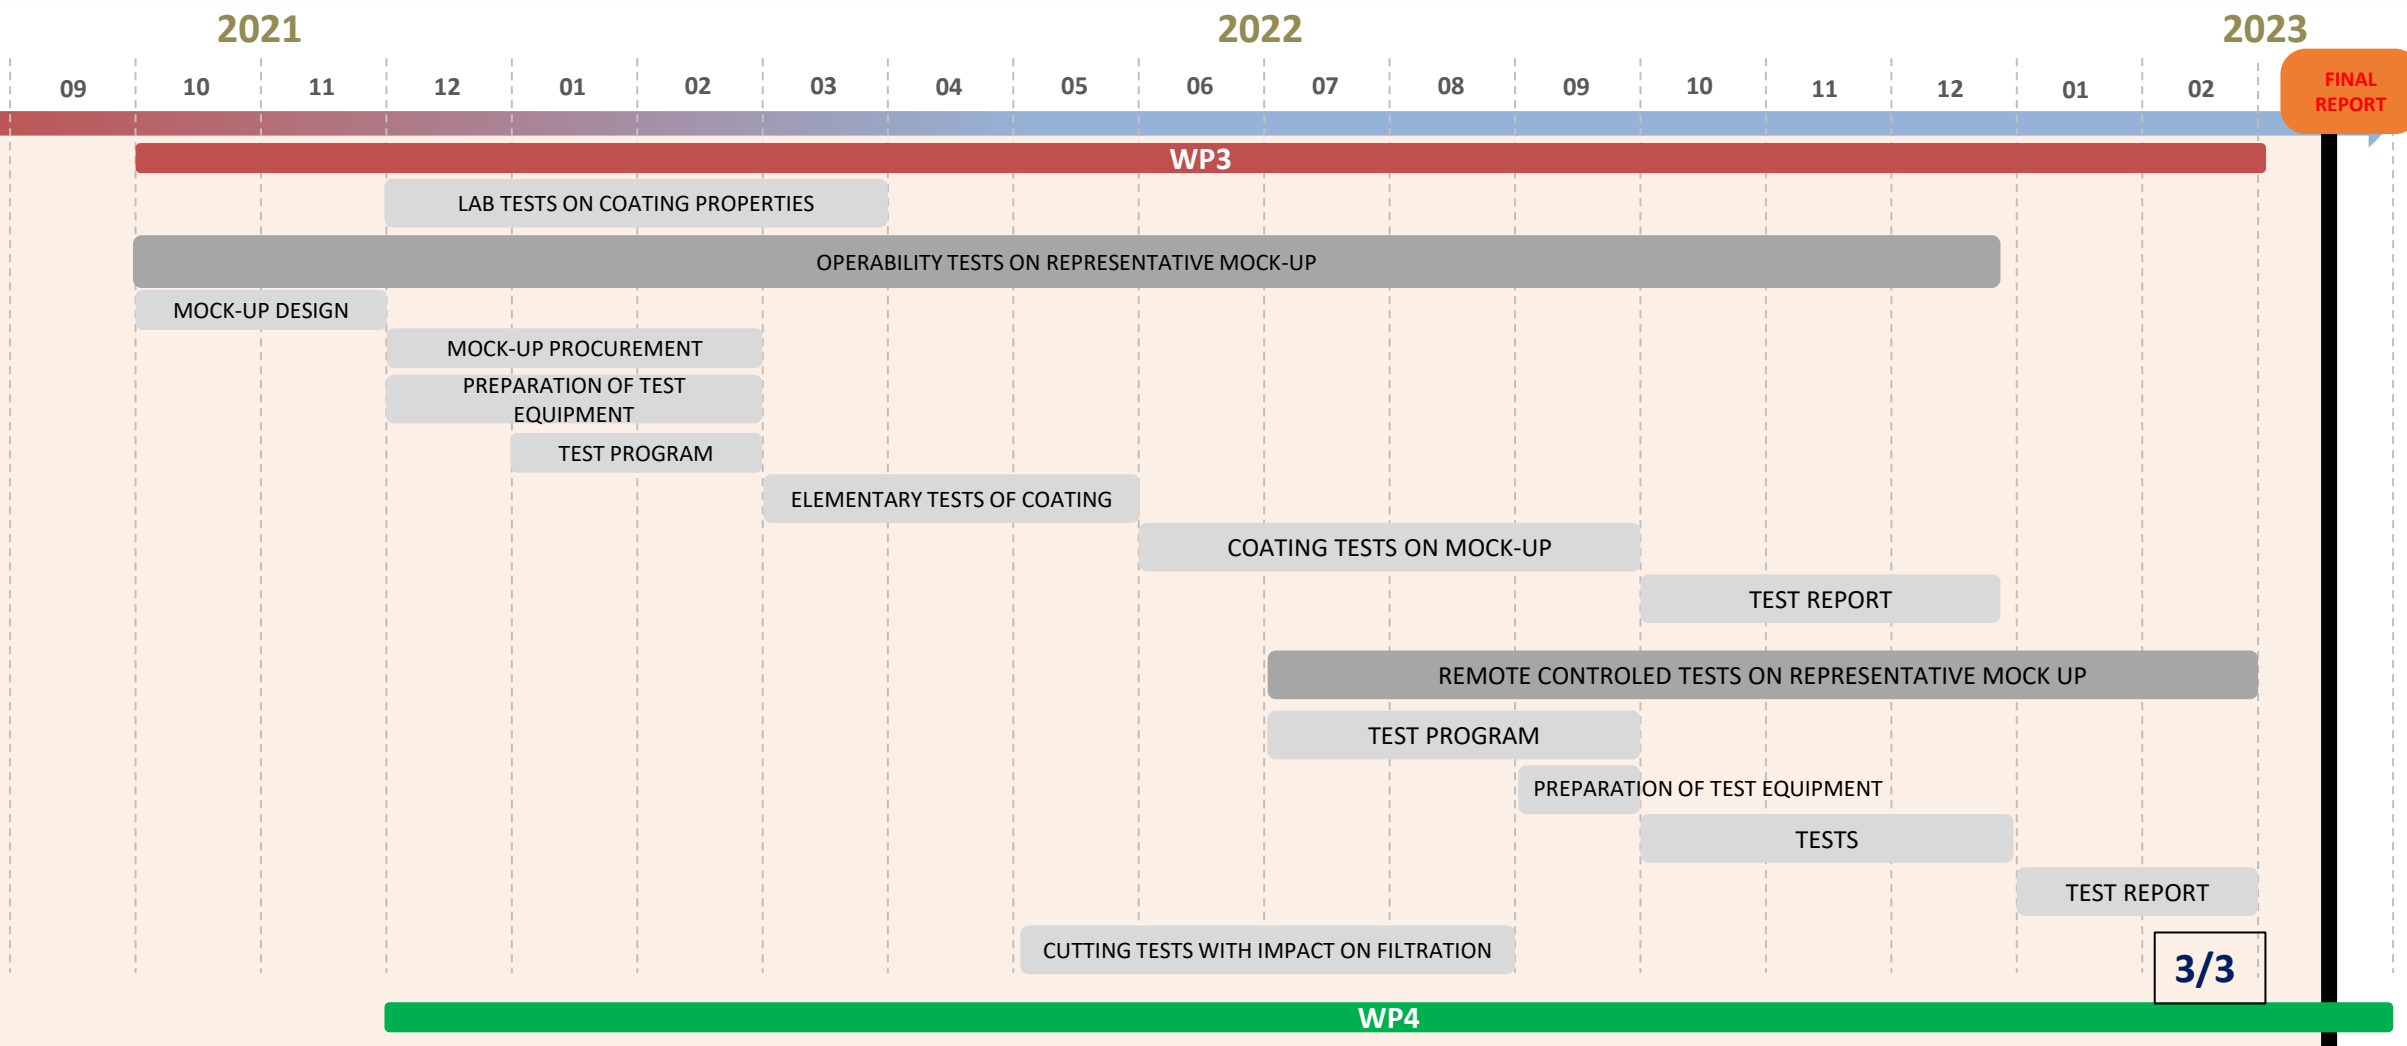 2021 2022 2023
09 10 11 12 01 02 03 04 05 06 07 08 09 10 11 12 01 02
FINAL
REPORT
WP3
LAB TESTS ON COATING PROPERTIES
OPERABILITY TESTS ON REPRESENTATIVE MOCK-UP
MOCK-UP DESIGN
MOCK-UP PROCUREMENT
PREPARATION OF TEST
EQUIPMENT
TEST PROGRAM
ELEMENTARY TESTS OF COATING
COATING TESTS ON MOCK-UP
TEST REPORT
REMOTE CONTROLED TESTS ON REPRESENTATIVE MOCK UP
TEST PROGRAM
PREPARATION OF TEST EQUIPMENT
TESTS
TEST REPORT
CUTTING TESTS WITH IMPACT ON FILTRATION
3/3
WP4